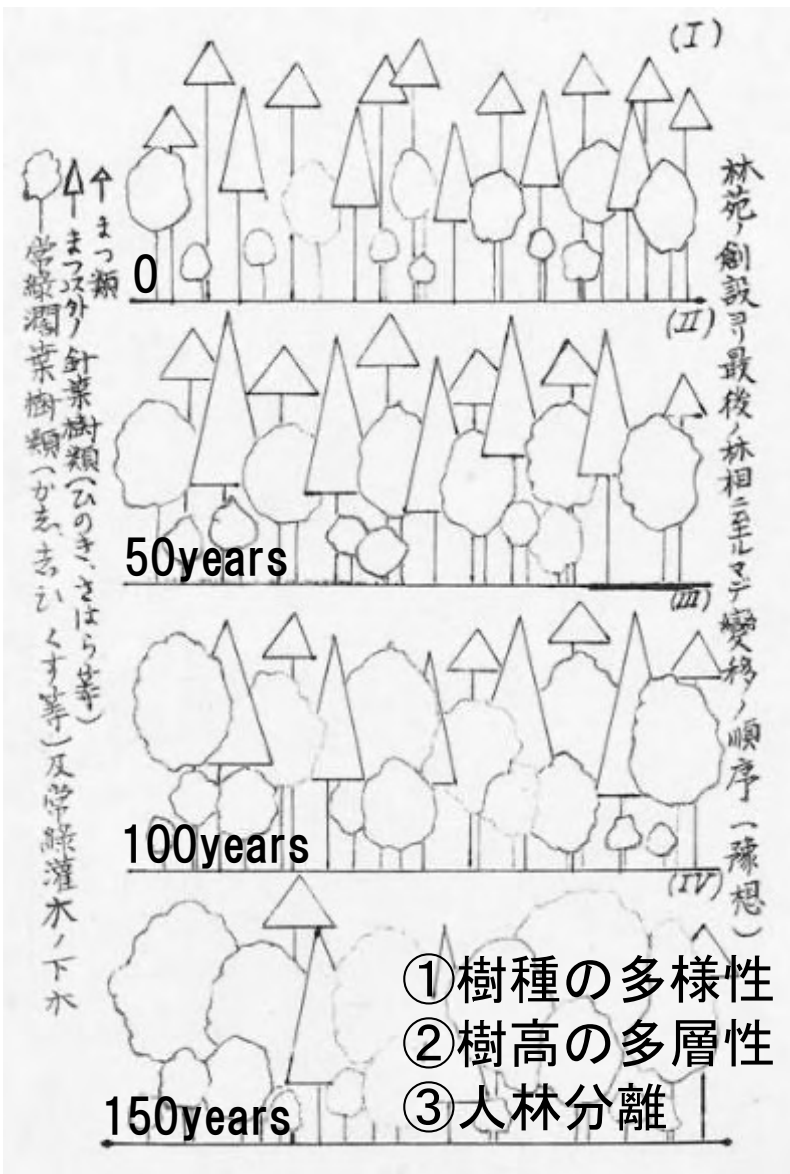 (I)
林苑ノ創設ヨリ最後ノ林相ニ至ルマデ變移ノ順序(豫想)
まつ類
まつ以外ノ針葉樹類(ひのき、さはら等)
常綠濶葉樹類(かし、しひ、くす等)及常綠灌木ノ下木
0
(II)
50years
(III)
100years
(IV)
①樹種の多様性
②樹高の多層性
③人林分離
150years